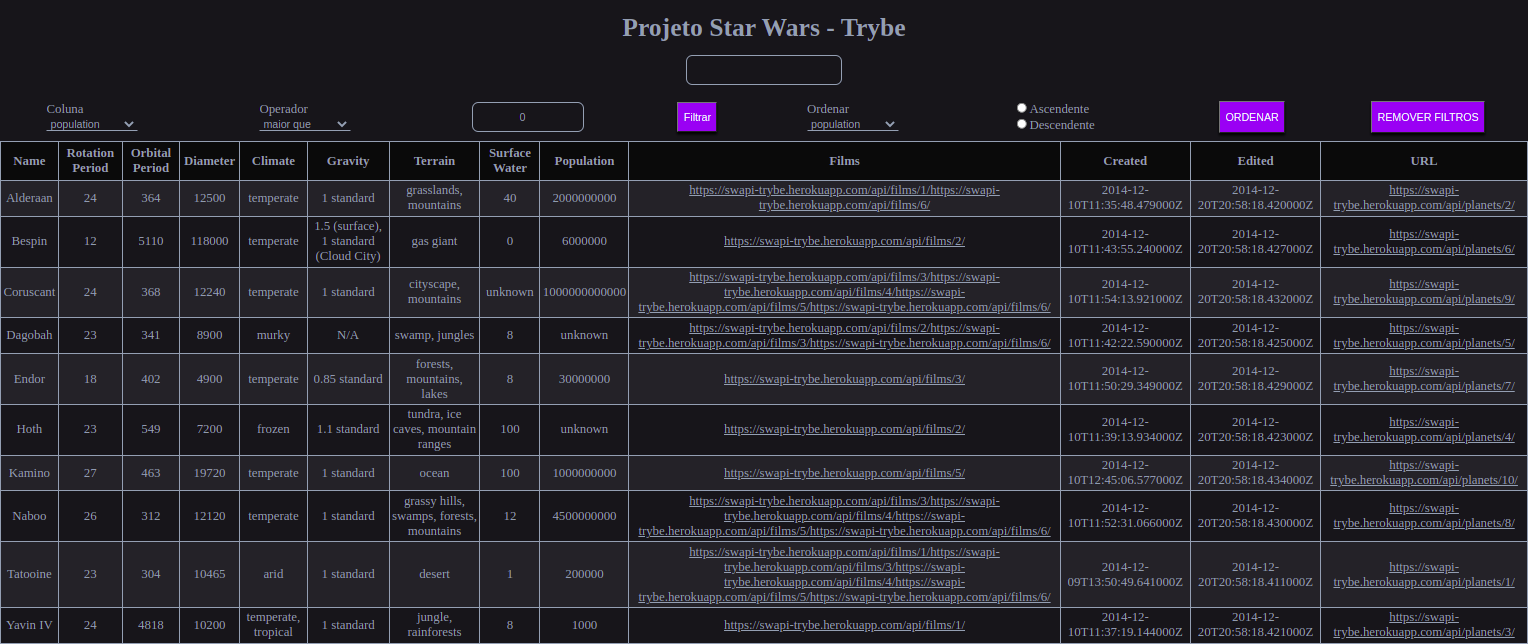 Projeto Star Wars - Trybe
Coluna
population
Operador
maior que
0
Filtrar
Ordenar
population
Ascendente
Descendente
ORDENAR
REMOVER FILTROS
Name Rotation Period Orbital Period Diameter Climate Gravity Terrain Surface Water Population Films Created Edited URL
Alderaan 24 364 12500 temperate 1 standard grasslands, mountains 40 2000000000 https://swapi-trybe.herokuapp.com/api/films/1/https://swapi-trybe.herokuapp.com/api/films/6/ 2014-12-10T11:35:48.479000Z 2014-12-20T20:58:18.420000Z https://swapi-trybe.herokuapp.com/api/planets/2/
Bespin 12 5110 118000 temperate 1.5 (surface), 1 standard (Cloud City) gas giant 0 6000000 https://swapi-trybe.herokuapp.com/api/films/2/ 2014-12-10T11:43:55.240000Z 2014-12-20T20:58:18.427000Z https://swapi-trybe.herokuapp.com/api/planets/6/
Coruscant 24 368 12240 temperate 1 standard cityscape, mountains unknown 1000000000000 https://swapi-trybe.herokuapp.com/api/films/3/https://swapi-trybe.herokuapp.com/api/films/4/https://swapi-trybe.herokuapp.com/api/films/5/https://swapi-trybe.herokuapp.com/api/films/6/ 2014-12-10T11:54:13.921000Z 2014-12-20T20:58:18.432000Z https://swapi-trybe.herokuapp.com/api/planets/9/
Dagobah 23 341 8900 murky N/A swamp, jungles 8 unknown https://swapi-trybe.herokuapp.com/api/films/2/https://swapi-trybe.herokuapp.com/api/films/3/https://swapi-trybe.herokuapp.com/api/films/6/ 2014-12-10T11:42:22.590000Z 2014-12-20T20:58:18.425000Z https://swapi-trybe.herokuapp.com/api/planets/5/
Endor 18 402 4900 temperate 0.85 standard forests, mountains, lakes 8 30000000 https://swapi-trybe.herokuapp.com/api/films/3/ 2014-12-10T11:50:29.349000Z 2014-12-20T20:58:18.429000Z https://swapi-trybe.herokuapp.com/api/planets/7/
Hoth 23 549 7200 frozen 1.1 standard tundra, ice caves, mountain ranges 100 unknown https://swapi-trybe.herokuapp.com/api/films/2/ 2014-12-10T11:39:13.934000Z 2014-12-20T20:58:18.423000Z https://swapi-trybe.herokuapp.com/api/planets/4/
Kamino 27 463 19720 temperate 1 standard ocean 100 1000000000 https://swapi-trybe.herokuapp.com/api/films/5/ 2014-12-10T12:45:06.577000Z 2014-12-20T20:58:18.434000Z https://swapi-trybe.herokuapp.com/api/planets/10/
Naboo 26 312 12120 temperate 1 standard grassy hills, swamps, forests, mountains 12 4500000000 https://swapi-trybe.herokuapp.com/api/films/3/https://swapi-trybe.herokuapp.com/api/films/4/https://swapi-trybe.herokuapp.com/api/films/5/https://swapi-trybe.herokuapp.com/api/films/6/ 2014-12-10T11:52:31.066000Z 2014-12-20T20:58:18.430000Z https://swapi-trybe.herokuapp.com/api/planets/8/
Tatooine 23 304 10465 arid 1 standard desert 1 200000 https://swapi-trybe.herokuapp.com/api/films/1/https://swapi-trybe.herokuapp.com/api/films/3/https://swapi-trybe.herokuapp.com/api/films/4/https://swapi-trybe.herokuapp.com/api/films/5/https://swapi-trybe.herokuapp.com/api/films/6/ 2014-12-09T13:50:49.641000Z 2014-12-20T20:58:18.411000Z https://swapi-trybe.herokuapp.com/api/planets/1/
Yavin IV 24 4818 10200 temperate, tropical 1 standard jungle, rainforests 8 1000 https://swapi-trybe.herokuapp.com/api/films/1/ 2014-12-10T11:37:19.144000Z 2014-12-20T20:58:18.421000Z https://swapi-trybe.herokuapp.com/api/planets/3/